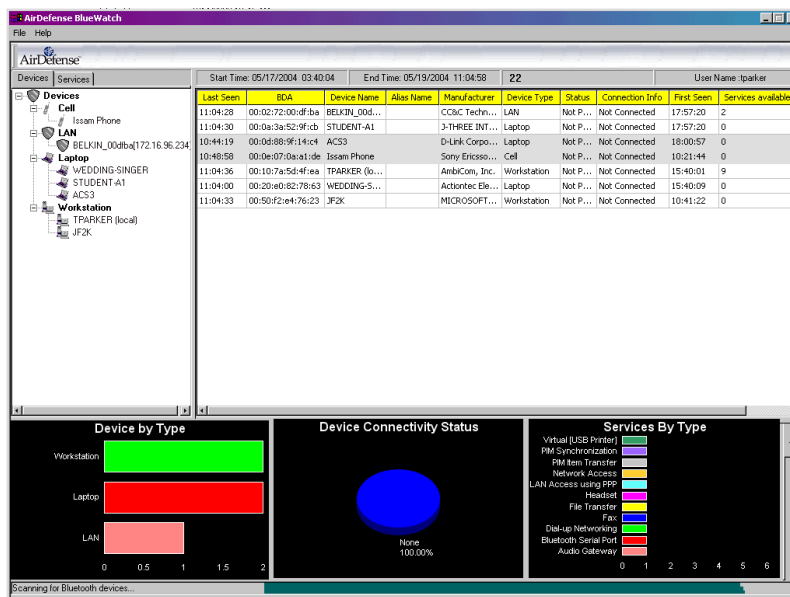 AirDefense BlueWatch
File Help
AirDefense
Devices Services
Start Time: 05/17/2004 03:40:04 End Time: 05/19/2004 11:04:58 22 User Name :tparker
Devices
Cell
Issam Phone
LAN
BELKIN_00dfba[172.16.96.234]
Laptop
WEDDING-SINGER
STUDENT-A1
ACS3
Workstation
TPARKER (local)
JF2K
Last Seen BDA Device Name Alias Name Manufacturer Device Type Status Connection Info First Seen Services available
11:04:28 00:02:72:00:df:ba BELKIN_00d... CC&C Techn... LAN Not P... Not Connected 17:57:20 2
11:04:30 00:0a:3a:52:9f:cb STUDENT-A1 J-THREE INT... Laptop Not P... Not Connected 17:57:20 0
10:44:19 00:0d:88:9f:14:c4 ACS3 D-Link Corpo... Laptop Not P... Not Connected 18:00:57 0
10:48:58 00:0e:07:0a:a1:de Issam Phone Sony Ericsso... Cell Not P... Not Connected 10:21:44 0
11:04:36 00:10:7a:5d:4f:ea TPARKER (lo... AmbiCom, Inc. Workstation Not P... Not Connected 15:40:01 9
11:04:00 00:20:e0:82:78:63 WEDDING-S... Actiontec Ele... Laptop Not P... Not Connected 15:40:09 0
11:04:33 00:50:f2:e4:76:23 JF2K MICROSOFT... Workstation Not P... Not Connected 10:41:22 0
Device by Type
Workstation
Laptop
LAN
0 0.5 1 1.5 2
Device Connectivity Status
None
100.00%
Services By Type
Virtual [USB Printer]
PIM Synchronization
PIM Item Transfer
Network Access
LAN Access using PPP
Headset
File Transfer
Fax
Dial-up Networking
Bluetooth Serial Port
Audio Gateway
0 1 2 3 4 5 6
Scanning for Bluetooth devices...